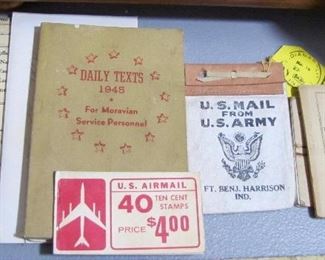 DAILY TEXTS
1945
For Moravian
Service Personnel
U.S. AIRMAIL
40 TEN CENT
STAMPS
PRICE $4.00
U.S. MAIL
FROM
U.S. ARMY
FT. BENJ. HARRISON
IND.